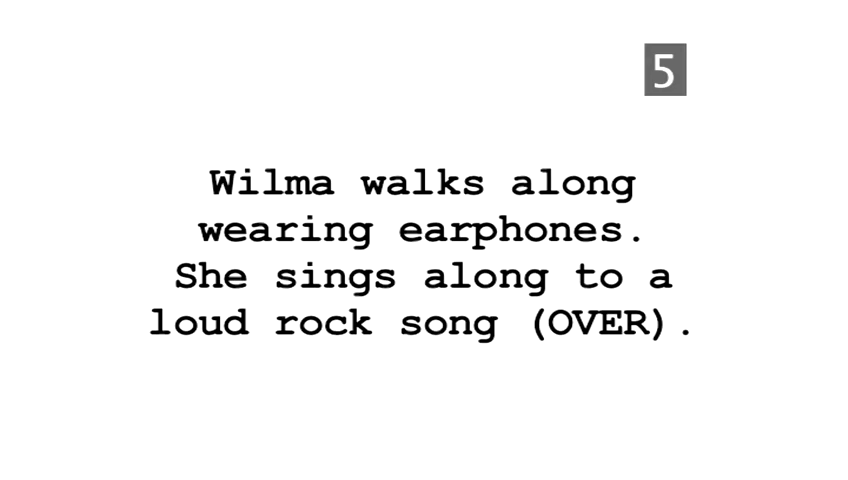 5
Wilma walks along
wearing earphones.
She sings along to a
loud rock song (OVER).